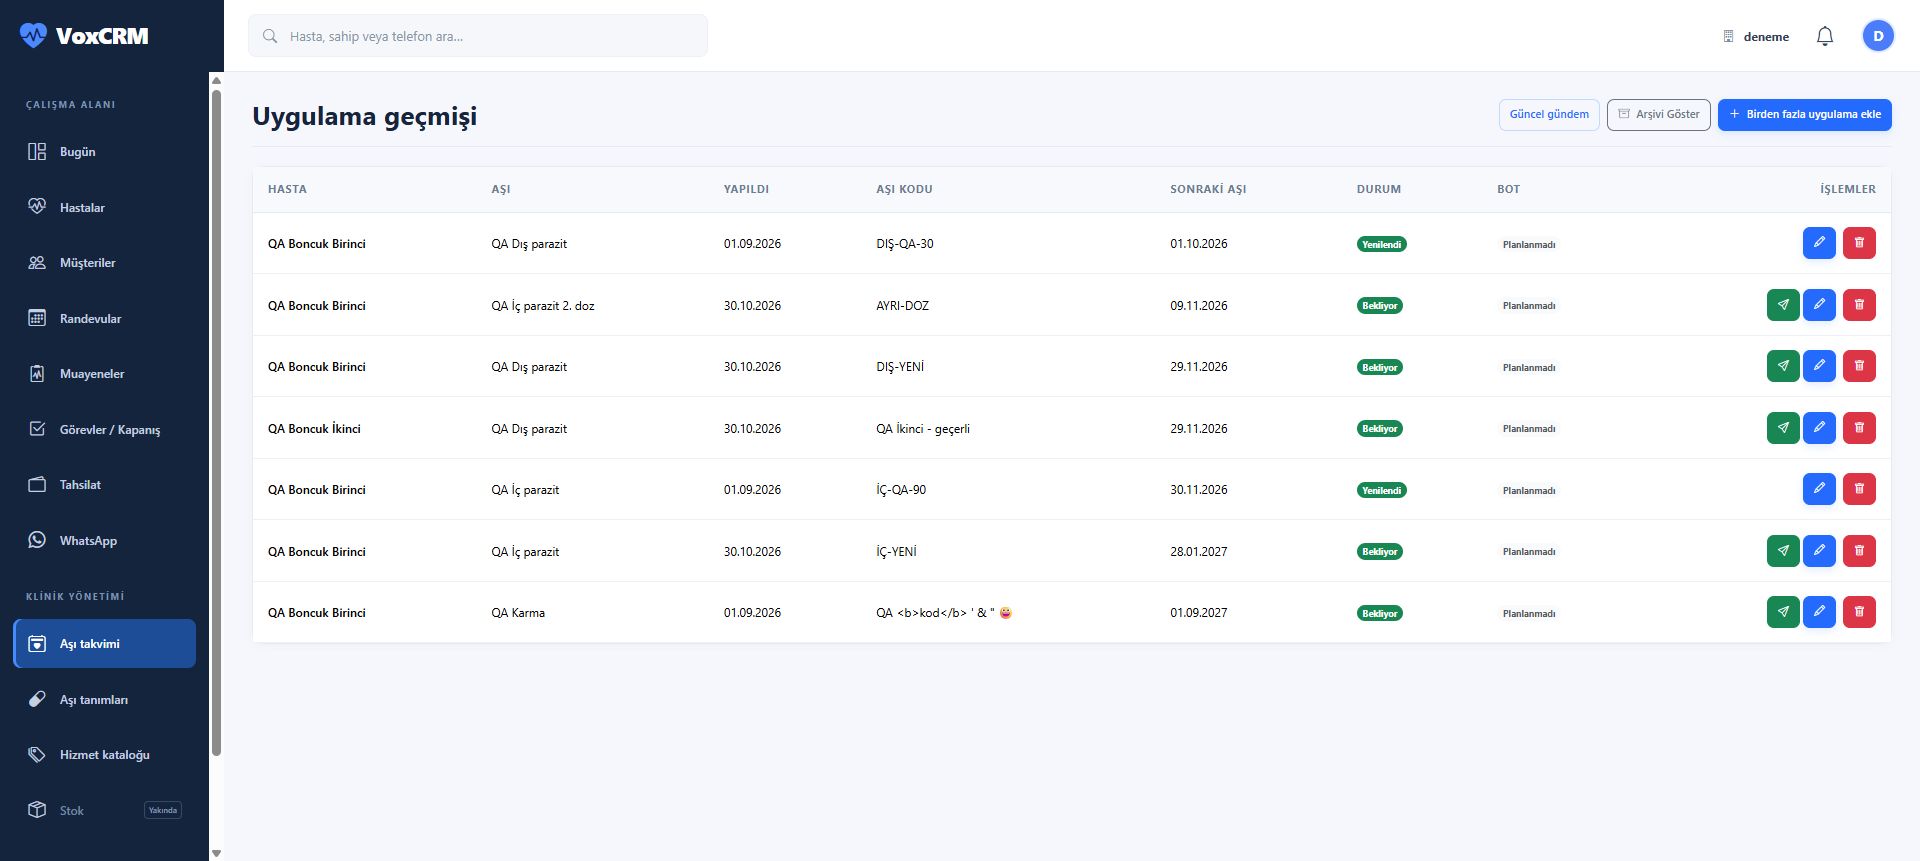 VoxCRM
Hasta, sahip veya telefon ara...
deneme
D
ÇALIŞMA ALANI
Bugün
Hastalar
Müşteriler
Randevular
Muayeneler
Görevler / Kapanış
Tahsilat
WhatsApp
KLİNİK YÖNETİMİ
Aşı takvimi
Aşı tanımları
Hizmet kataloğu
Stok Yakında
Uygulama geçmişi
Güncel gündem
Arşivi Göster
+ Birden fazla uygulama ekle
HASTA AŞI YAPILDI AŞI KODU SONRAKİ AŞI DURUM BOT İŞLEMLER
QA Boncuk Birinci QA Dış parazit 01.09.2026 DIŞ-QA-30 01.10.2026 Yenilendi Planlanmadı
QA Boncuk Birinci QA İç parazit 2. doz 30.10.2026 AYRI-DOZ 09.11.2026 Bekliyor Planlanmadı
QA Boncuk Birinci QA Dış parazit 30.10.2026 DIŞ-YENİ 29.11.2026 Bekliyor Planlanmadı
QA Boncuk İkinci QA Dış parazit 30.10.2026 QA İkinci - geçerli 29.11.2026 Bekliyor Planlanmadı
QA Boncuk Birinci QA İç parazit 01.09.2026 İÇ-QA-90 30.11.2026 Yenilendi Planlanmadı
QA Boncuk Birinci QA İç parazit 30.10.2026 İÇ-YENİ 28.01.2027 Bekliyor Planlanmadı
QA Boncuk Birinci QA Karma 01.09.2026 QA <b>kod</b> ' & " 😀 01.09.2027 Bekliyor Planlanmadı